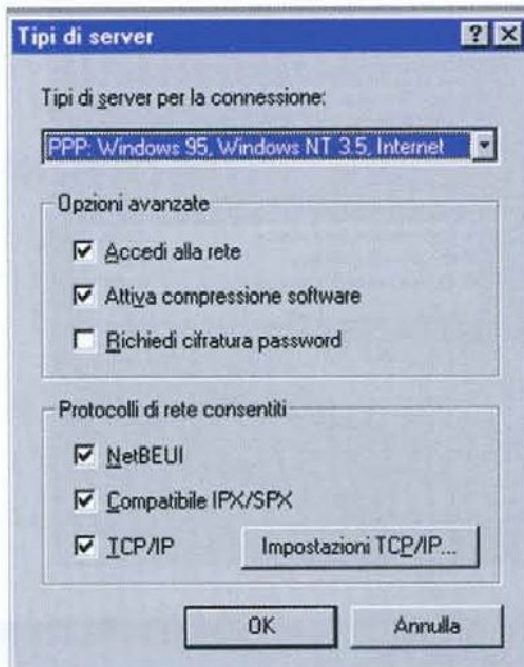 Tipi di server
Tipi di server per la connessione:
PPP: Windows 95, Windows NT 3.5, Internet
Opzioni avanzate
Accedi alla rete
Attiva compressione software
Richiedi cifratura password
Protocolli di rete consentiti
NetBEUI
Compatibile IPX/SPX
TCP/IP Impostazioni TCP/IP...
OK Annulla